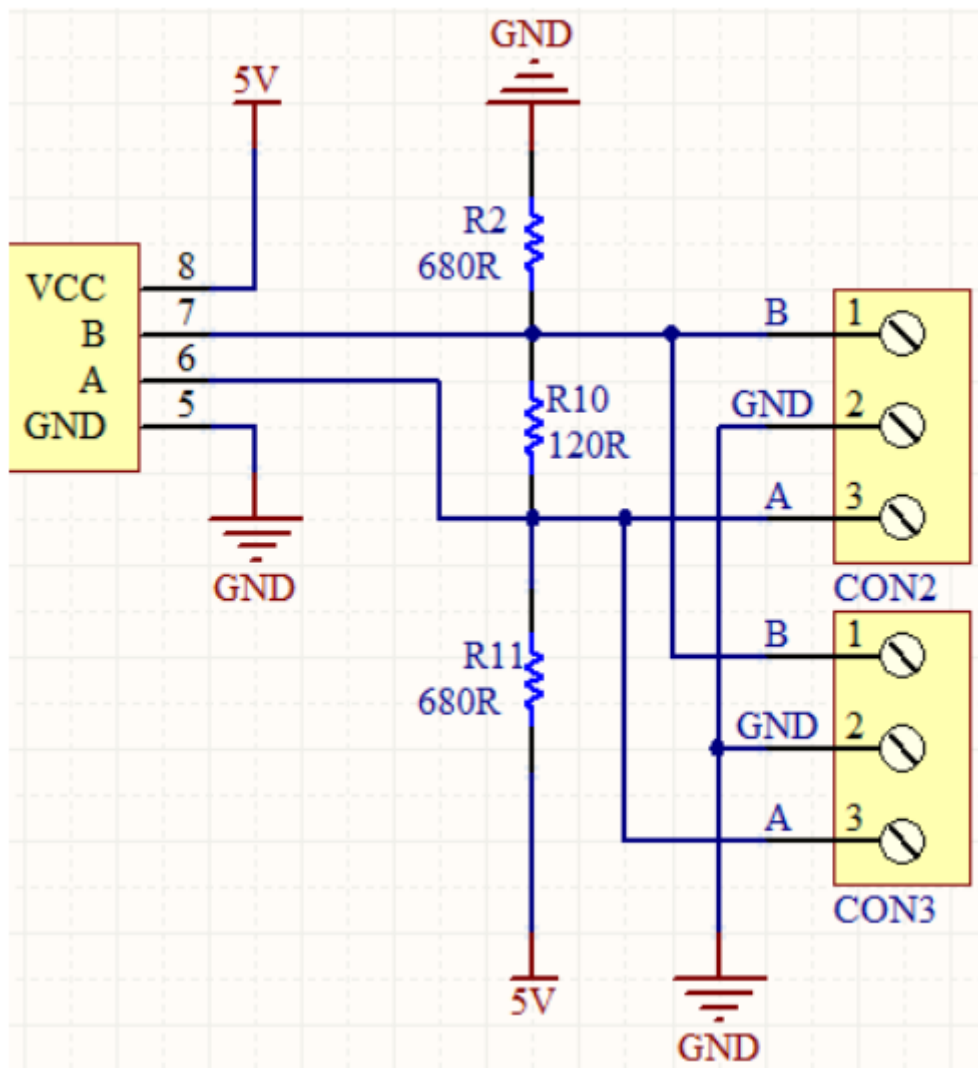 GND
5V
R2
680R
VCC 8
B 7
A 6
GND 5
GND
R10
120R
B 1
GND 2
A 3
CON2
R11
680R
B 1
GND 2
A 3
CON3
5V
GND